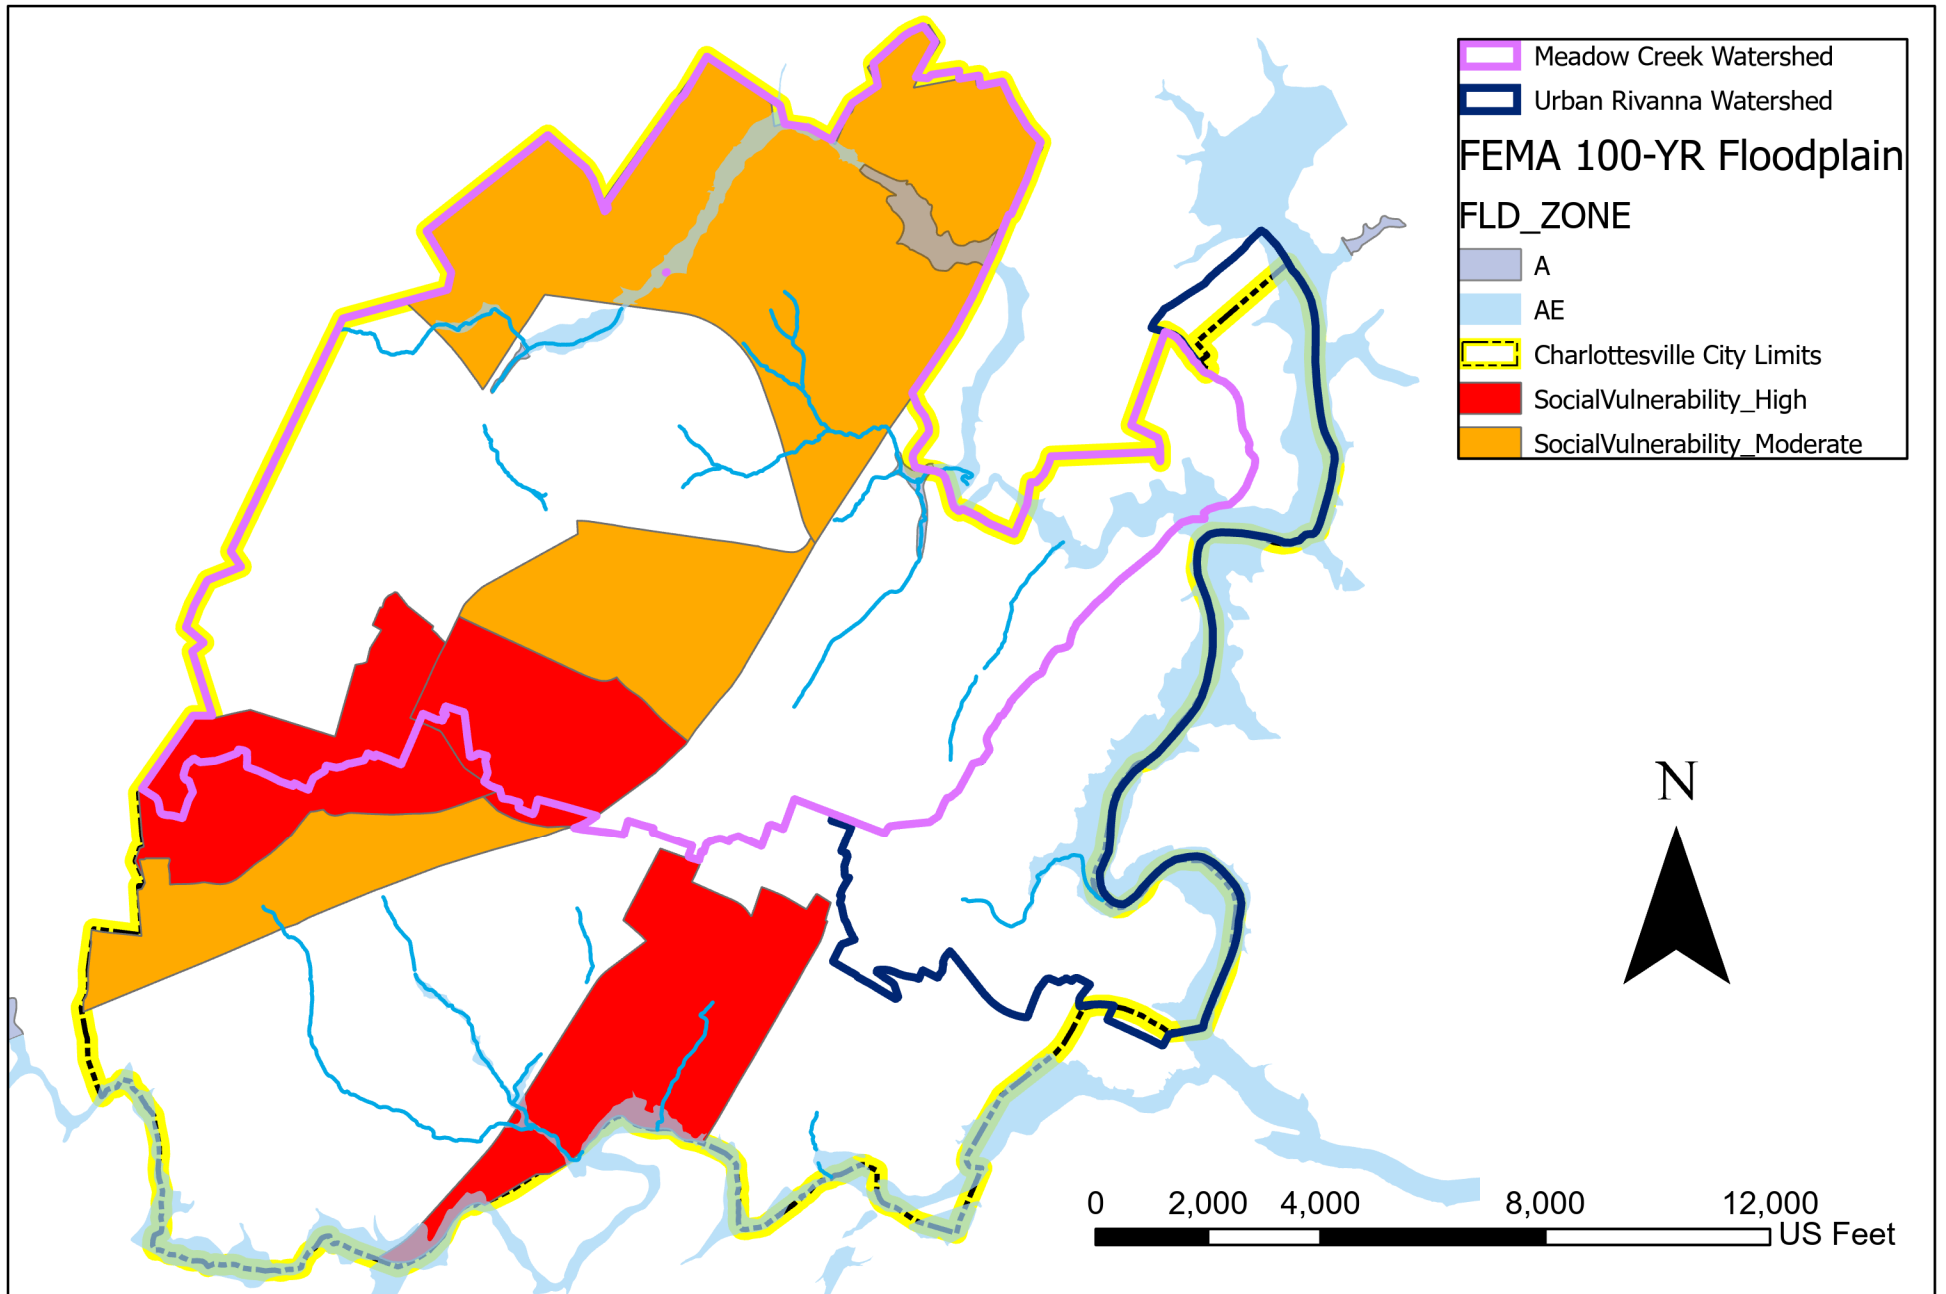 Meadow Creek Watershed
Urban Rivanna Watershed
FEMA 100-YR Floodplain
FLD_ZONE
A
AE
Charlottesville City Limits
SocialVulnerability_High
SocialVulnerability_Moderate
N
0 2,000 4,000 8,000 12,000
US Feet